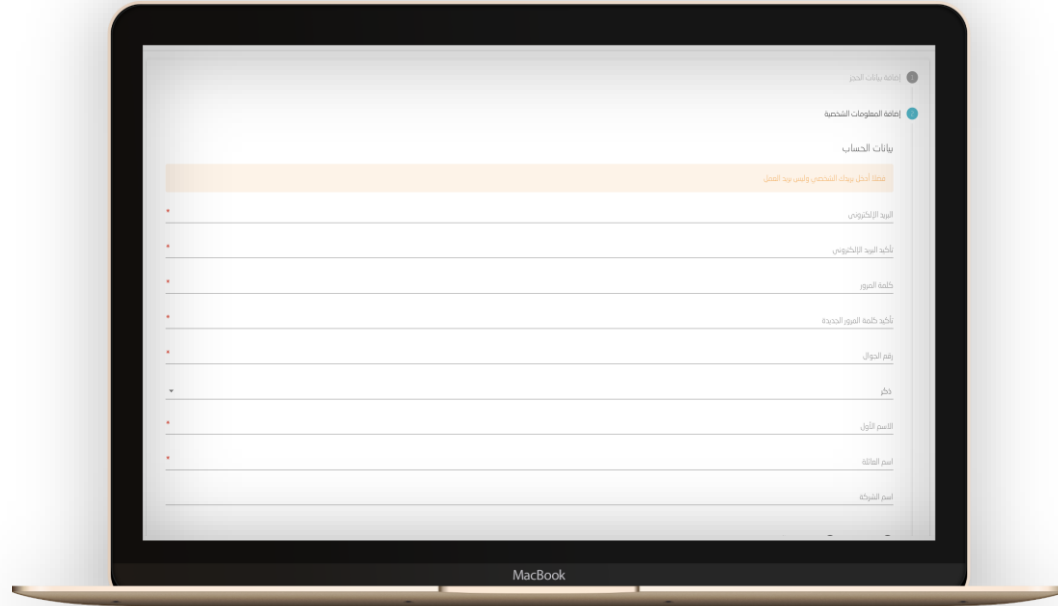 إضافة بيانات الحجز
إضافة المعلومات الشخصية
بيانات الحساب
فضلا أدخل بريدك الشخصي وليس بريد العمل
البريد الإلكتروني
تأكيد البريد الإلكتروني
كلمة المرور
تأكيد كلمة المرور الجديدة
رقم الجوال
ذكر
الاسم الأول
اسم العائلة
اسم الشركة
MacBook